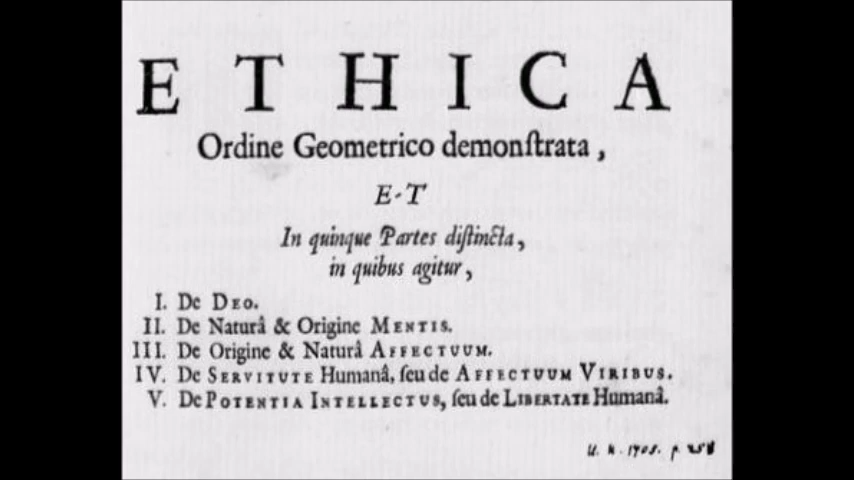 ETHICA
Ordine Geometrico demonſtrata,
E-T
In quinque Partes diſtincta,
in quibus agitur,
I. De DEO.
II. De Naturâ & Origine MENTIS.
III. De Origine & Naturâ AFFECTUUM.
IV. De SERVITUTE Humanâ, ſeu de AFFECTUUM VIRIBUS.
V. De POTENTIA INTELLECTUS, ſeu de LIBERTATE Humanâ.